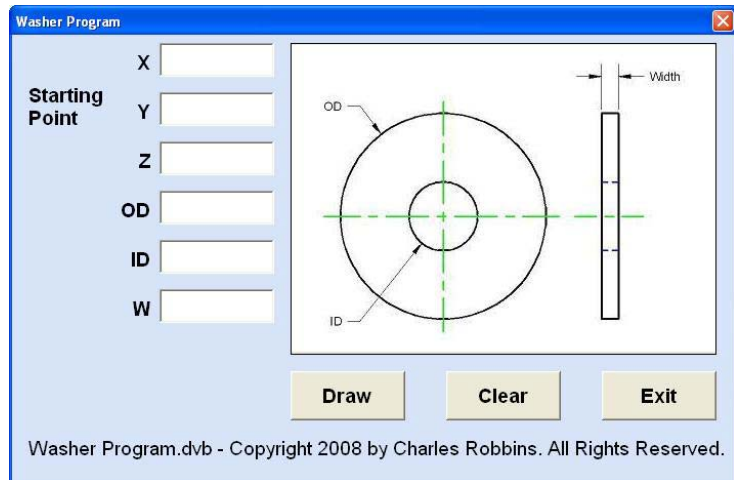 Washer Program
X
Starting
Point
Y
Z
OD
ID
W
OD
Width
ID
Draw
Clear
Exit
Washer Program.dvb - Copyright 2008 by Charles Robbins. All Rights Reserved.